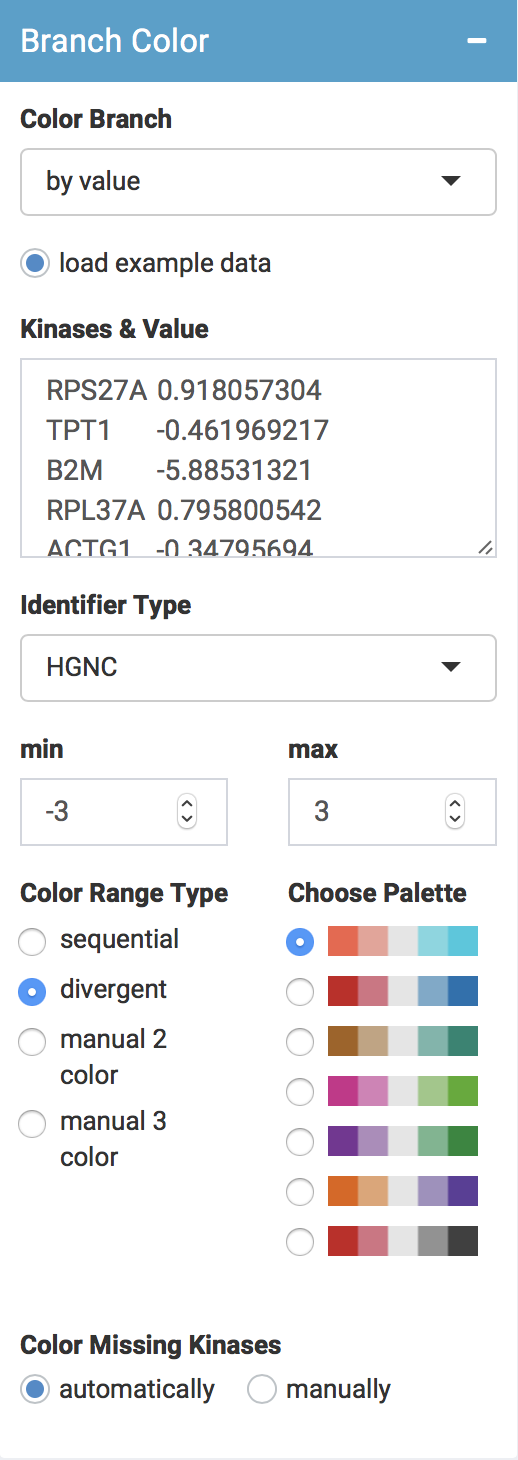 Branch Color
Color Branch
by value
load example data
Kinases & Value
RPS27A 0.918057304
TPT1 -0.461969217
B2M -5.88531321
RPL37A 0.795800542
ACTG1 -0.34795694
Identifier Type
HGNC
min max
-3 3
Color Range Type Choose Palette
sequential
divergent
manual 2
color
manual 3
color
Color Missing Kinases
automatically manually